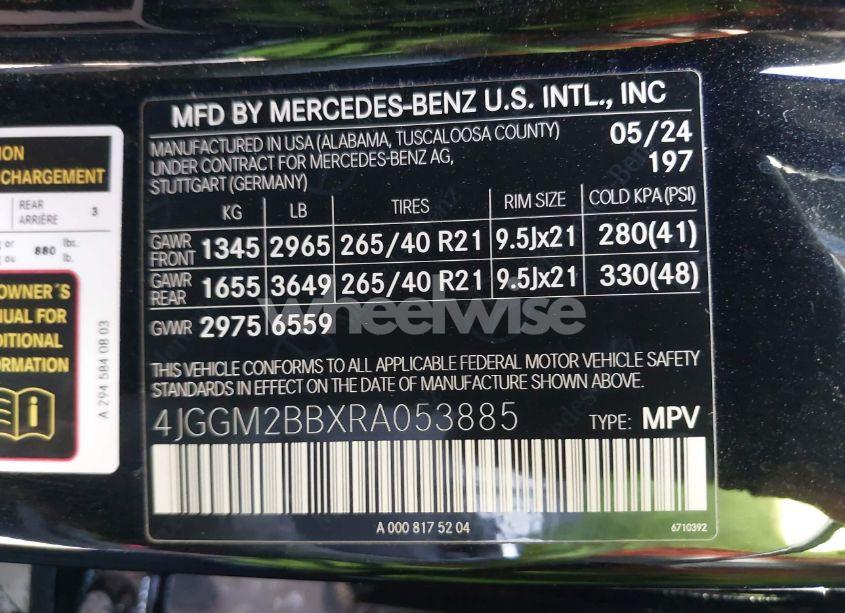 ION
CHARGEMENT
REAR
ARRIÈRE 3
g or 880 lbs.
g ou lb.
OWNER´S
NUAL FOR
DITIONAL
ORMATION
A 294 584 08 03
MFD BY MERCEDES-BENZ U.S. INTL., INC
MANUFACTURED IN USA (ALABAMA, TUSCALOOSA COUNTY) 05/24
UNDER CONTRACT FOR MERCEDES-BENZ AG, 197
STUTTGART (GERMANY)
KG LB TIRES RIM SIZE COLD KPA (PSI)
GAWR FRONT 1345 2965 265/40 R21 9.5Jx21 280(41)
GAWR REAR 1655 3649 265/40 R21 9.5Jx21 330(48)
GVWR 2975 6559
Wheelwise
THIS VEHICLE CONFORMS TO ALL APPLICABLE FEDERAL MOTOR VEHICLE SAFETY
STANDARDS IN EFFECT ON THE DATE OF MANUFACTURE SHOWN ABOVE.
4JGGM2BBXRA053885 TYPE: MPV
A 000 817 52 04 6710392